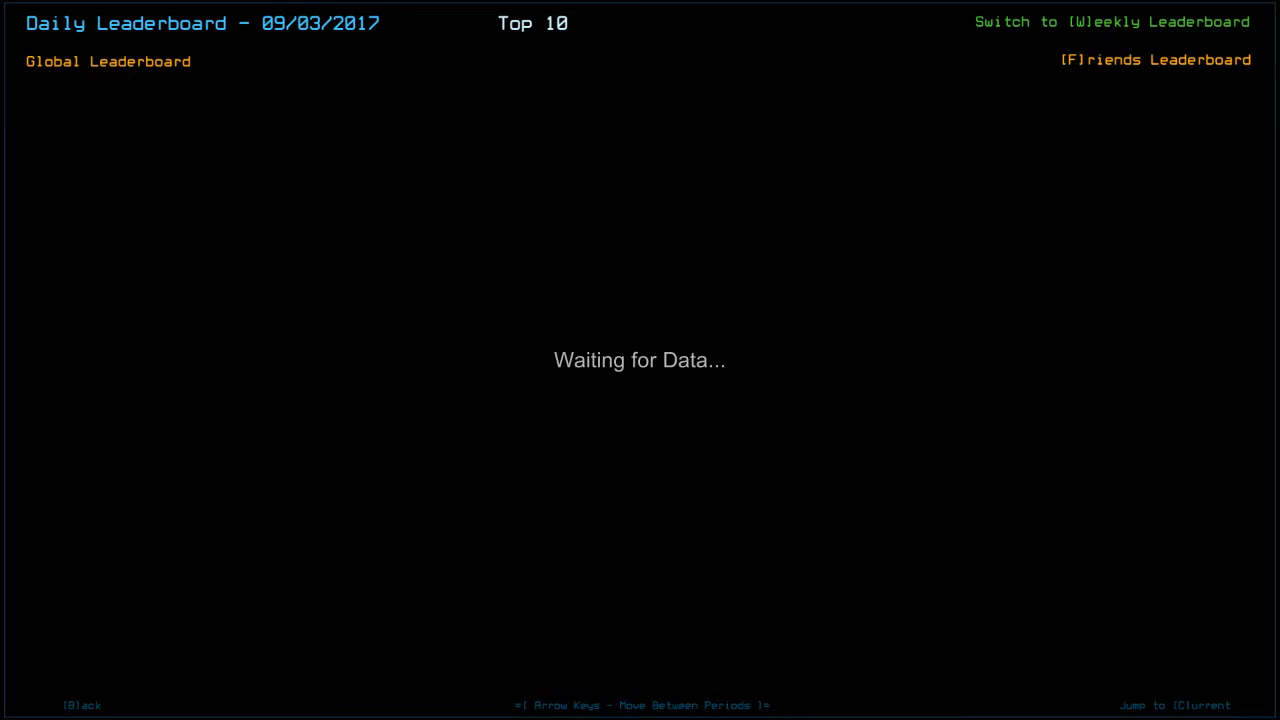 Daily Leaderboard - 09/03/2017
Top 10
Switch to [W]eekly Leaderboard
Global Leaderboard
[F]riends Leaderboard
Waiting for Data...
[B]ack
=[ Arrow Keys - Move Between Periods ]=
Jump to [C]urrent